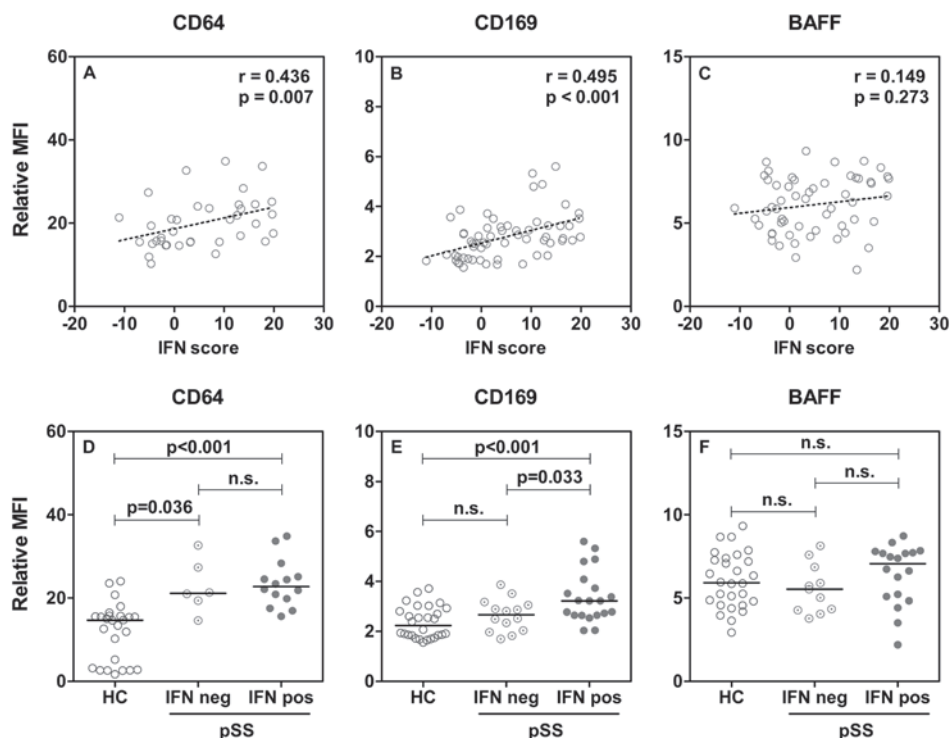 CD64
CD169
BAFF
Relative MFI
60
40
20
0
A
r = 0.436
p = 0.007
-20 -10 0 10 20 30
IFN score
10
8
6
4
2
0
B
r = 0.495
p < 0.001
-20 -10 0 10 20 30
IFN score
15
10
5
0
C
r = 0.149
p = 0.273
-20 -10 0 10 20 30
IFN score
CD64
CD169
BAFF
Relative MFI
60
40
20
0
D
p<0.001
n.s.
p=0.036
HC IFN neg IFN pos
pSS
10
8
6
4
2
0
E
p<0.001
p=0.033
n.s.
HC IFN neg IFN pos
pSS
15
10
5
0
F
n.s.
n.s.
n.s.
HC IFN neg IFN pos
pSS